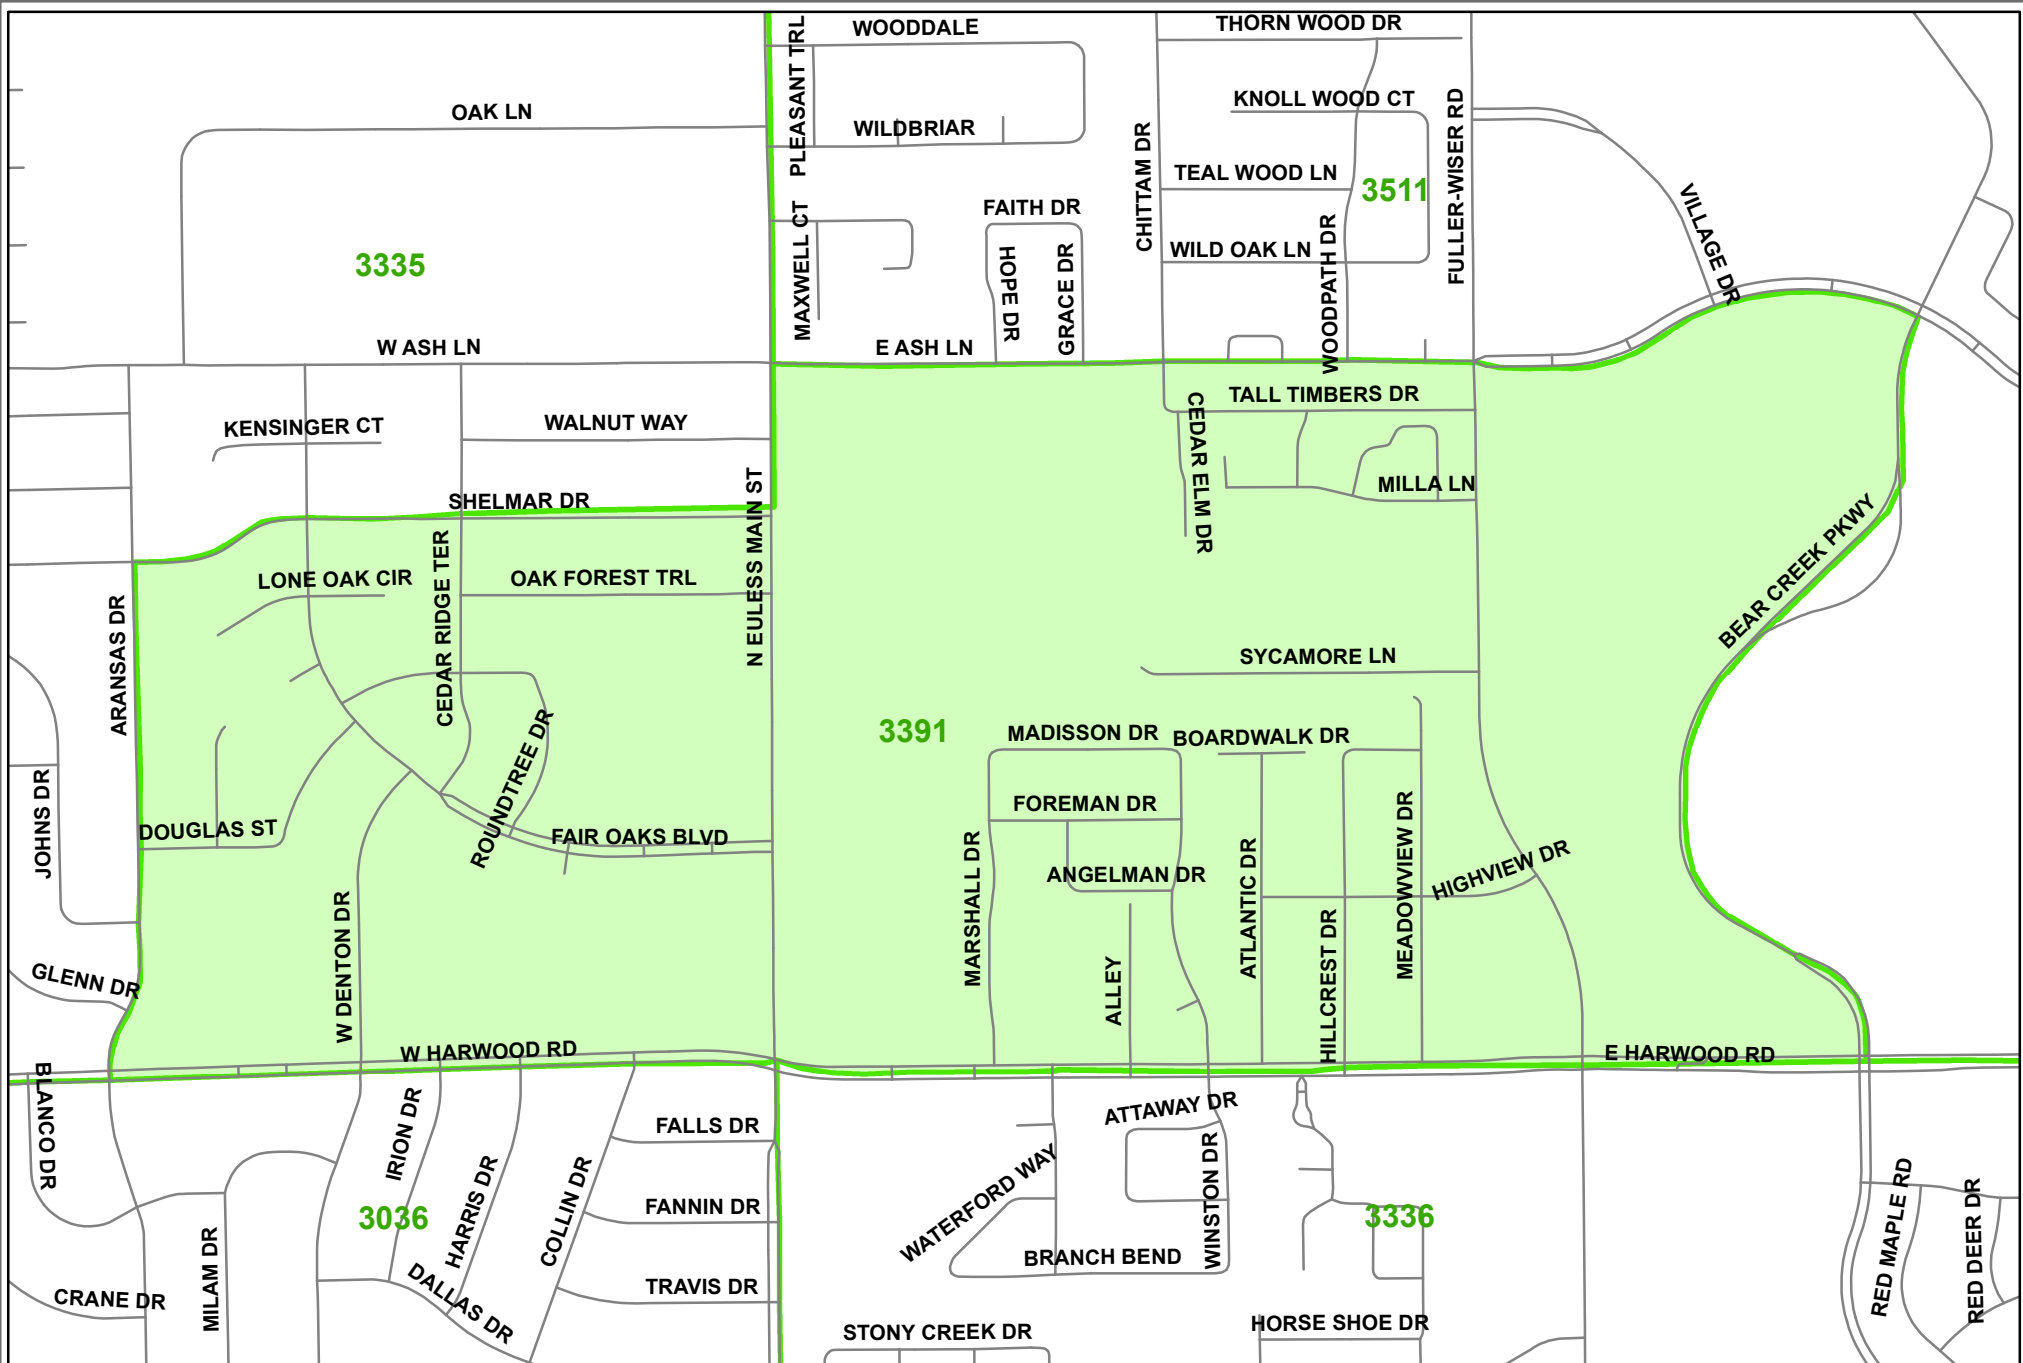 WOODDALE
THORN WOOD DR
PLEASANT TRL
OAK LN
KNOLL WOOD CT
FULLER-WISER RD
WILDBRIAR
CHITTAM DR
TEAL WOOD LN
3511
VILLAGE DR
FAITH DR
MAXWELL CT
HOPE DR
GRACE DR
WILD OAK LN
WOODPATH DR
3335
W ASH LN
E ASH LN
TALL TIMBERS DR
CEDAR ELM DR
KENSINGER CT
WALNUT WAY
MILLA LN
SHELMAR DR
N EULESS MAIN ST
BEAR CREEK PKWY
LONE OAK CIR
CEDAR RIDGE TER
OAK FOREST TRL
ARANSAS DR
SYCAMORE LN
3391
MADISSON DR
BOARDWALK DR
ROUNDTREE DR
JOHNS DR
FOREMAN DR
MEADOWVIEW DR
DOUGLAS ST
FAIR OAKS BLVD
MARSHALL DR
ANGELMAN DR
ATLANTIC DR
HIGHVIEW DR
W DENTON DR
HILLCREST DR
GLENN DR
ALLEY
W HARWOOD RD
E HARWOOD RD
BLANCO DR
IRION DR
FALLS DR
ATTAWAY DR
HARRIS DR
COLLIN DR
WATERFORD WAY
WINSTON DR
RED MAPLE RD
RED DEER DR
3036
FANNIN DR
3336
MILAM DR
BRANCH BEND
CRANE DR
DALLAS DR
TRAVIS DR
STONY CREEK DR
HORSE SHOE DR